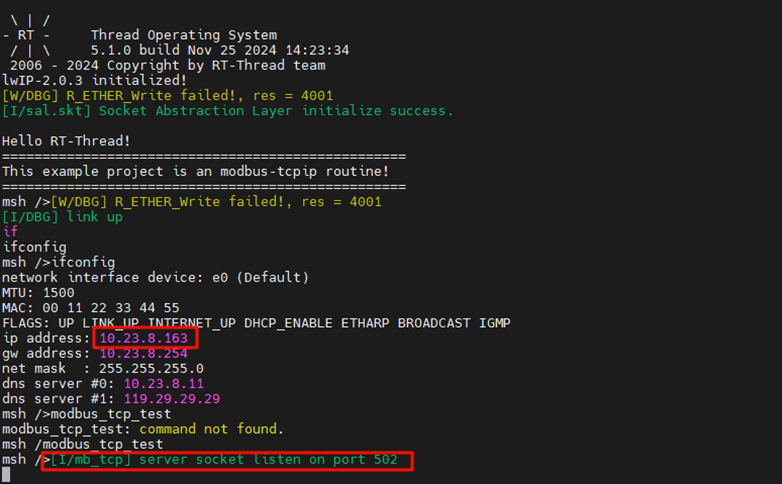 \ | /
- RT -     Thread Operating System
 / | \     5.1.0 build Nov 25 2024 14:23:34
 2006 - 2024 Copyright by RT-Thread team
lwIP-2.0.3 initialized!
[W/DBG] R_ETHER_Write failed!, res = 4001
[I/sal.skt] Socket Abstraction Layer initialize success.
Hello RT-Thread!
==================================================
This example project is an modbus-tcpip routine!
==================================================
msh />[W/DBG] R_ETHER_Write failed!, res = 4001
[I/DBG] link up
if
ifconfig
msh />ifconfig
network interface device: e0 (Default)
MTU: 1500
MAC: 00 11 22 33 44 55
FLAGS: UP LINK_UP INTERNET_UP DHCP_ENABLE ETHARP BROADCAST IGMP
ip address: 10.23.8.163
gw address: 10.23.8.254
net mask  : 255.255.255.0
dns server #0: 10.23.8.11
dns server #1: 119.29.29.29
msh />modbus_tcp_test
modbus_tcp_test: command not found.
msh /modbus_tcp_test
msh />[I/mb_tcp] server socket listen on port 502